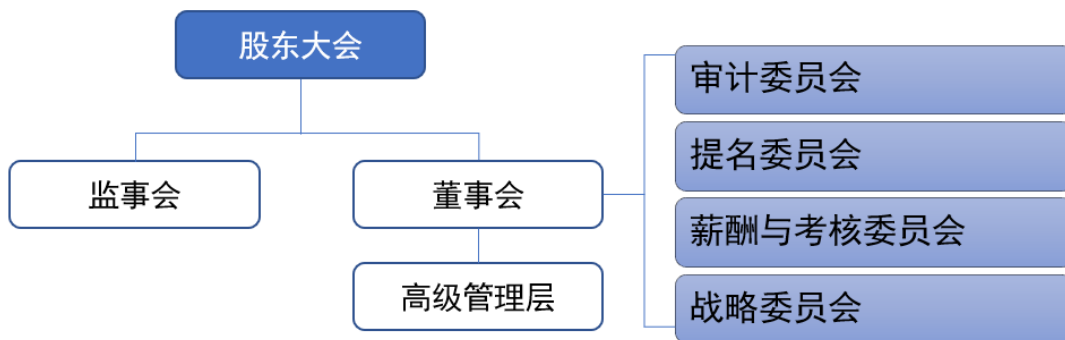 股东大会
监事会
董事会
高级管理层
审计委员会
提名委员会
薪酬与考核委员会
战略委员会